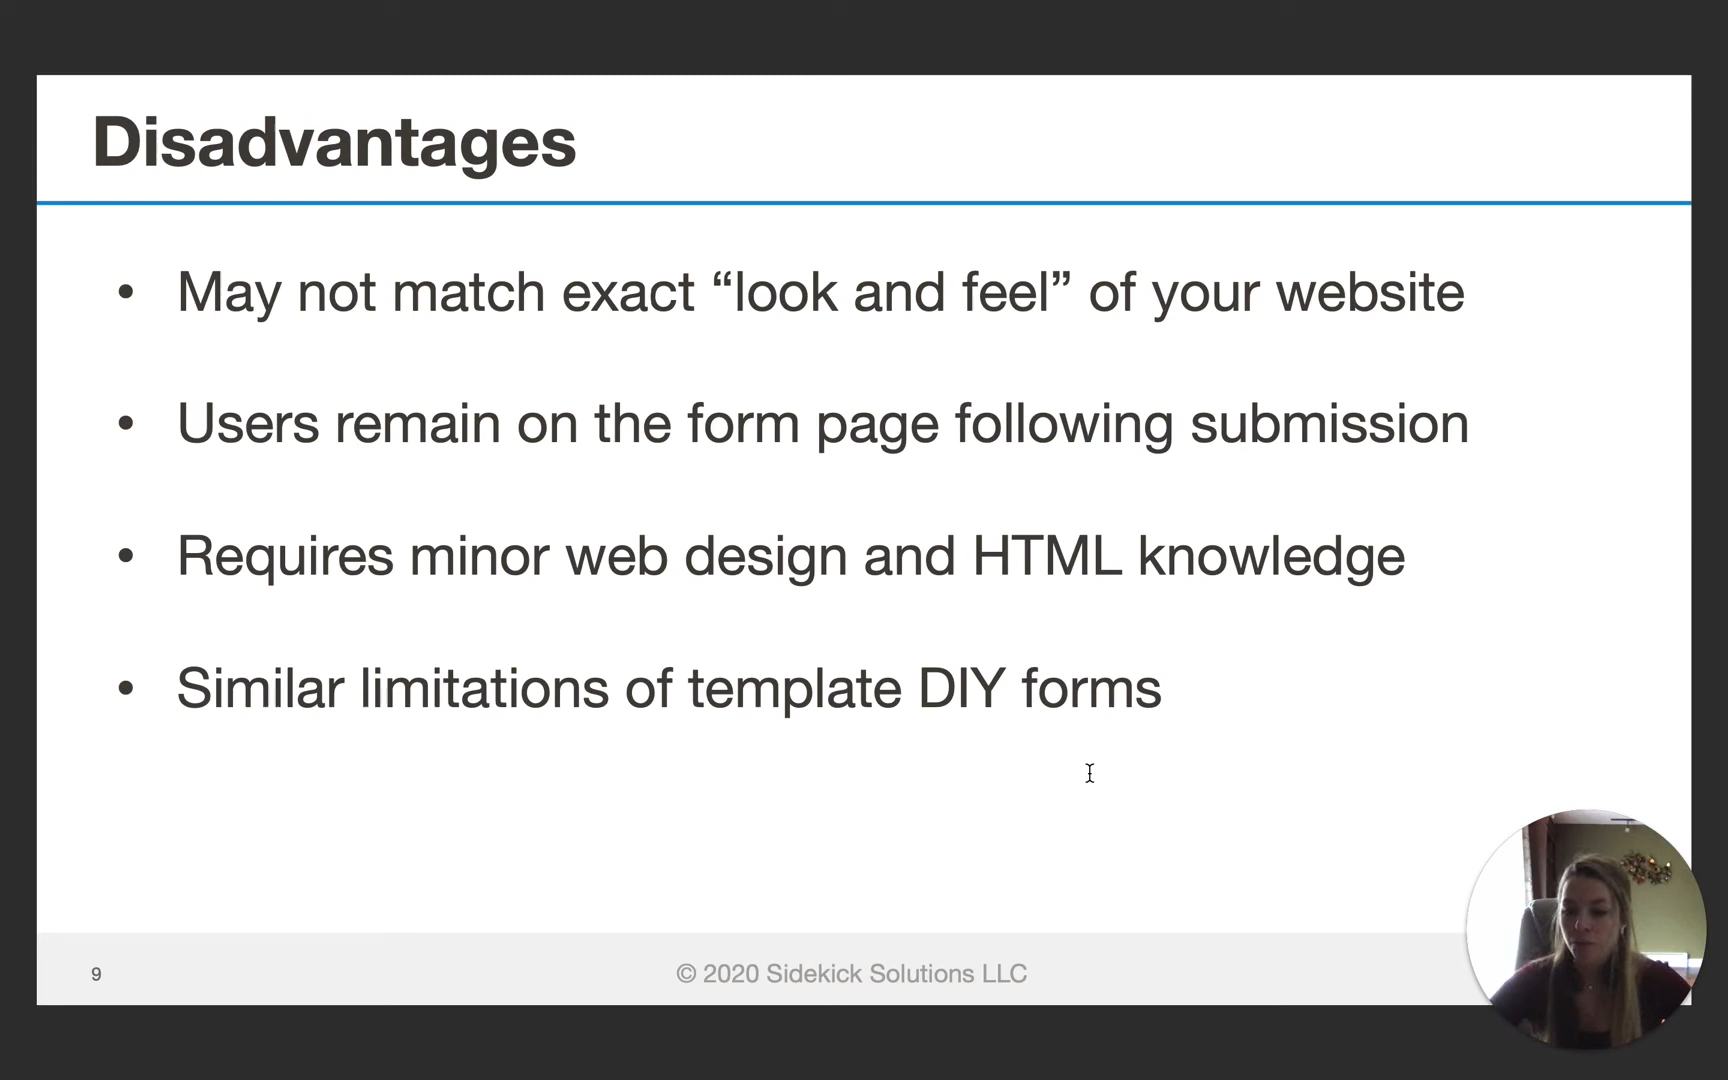 Disadvantages
• May not match exact “look and feel” of your website
• Users remain on the form page following submission
• Requires minor web design and HTML knowledge
• Similar limitations of template DIY forms
9
© 2020 Sidekick Solutions LLC